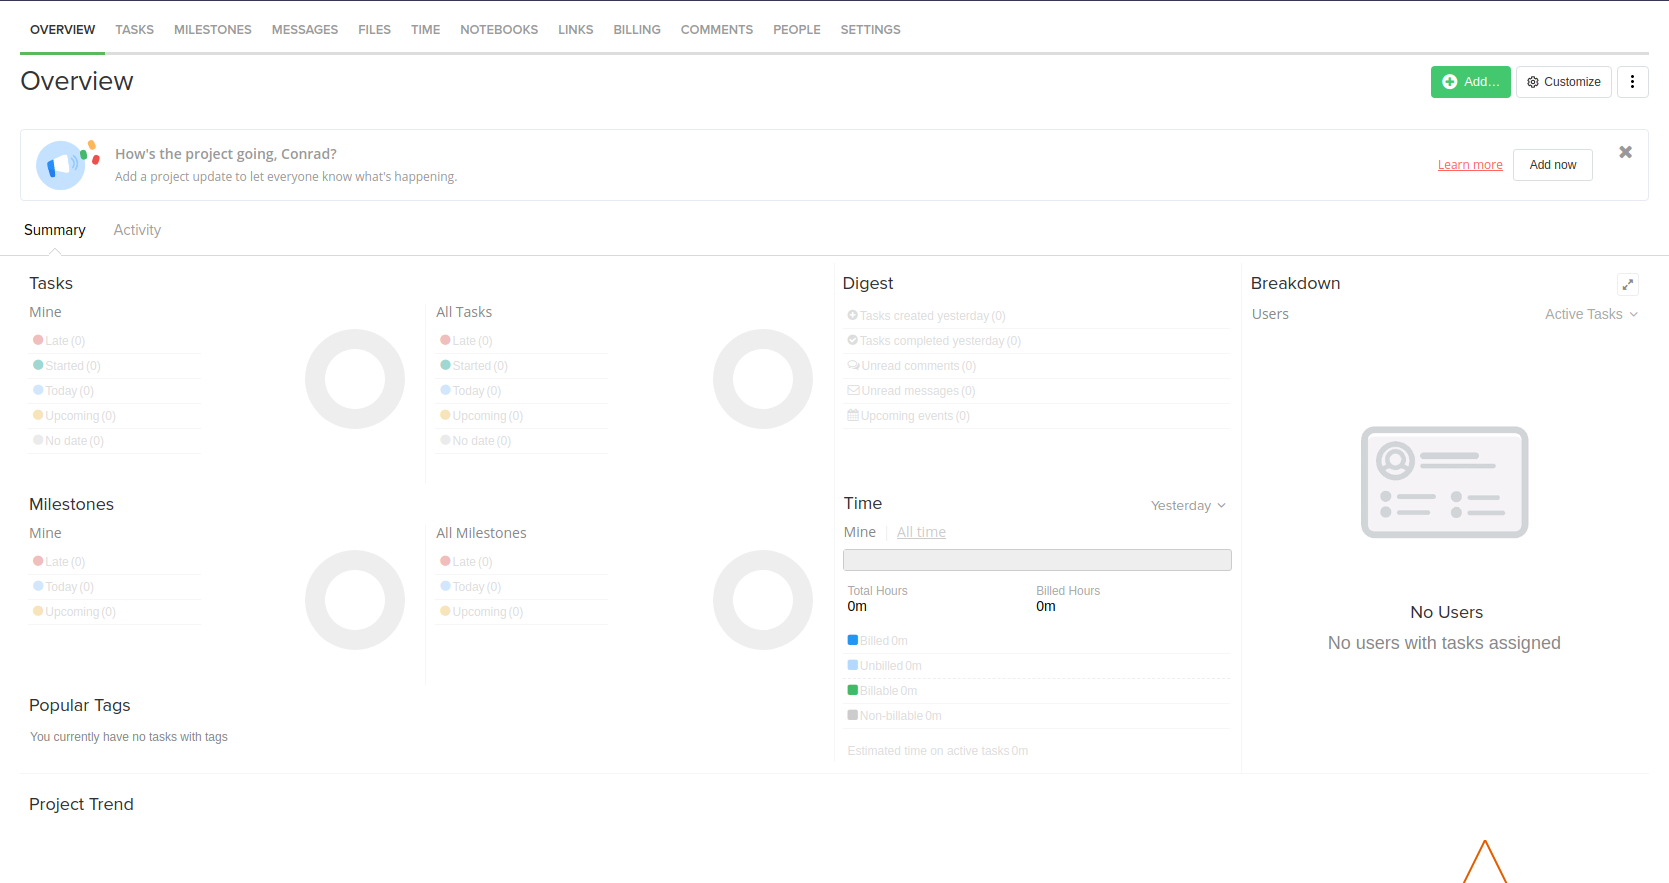 OVERVIEW TASKS MILESTONES MESSAGES FILES TIME NOTEBOOKS LINKS BILLING COMMENTS PEOPLE SETTINGS
Overview
Add...
Customize
How's the project going, Conrad?
Add a project update to let everyone know what's happening.
Learn more
Add now
Summary Activity
Tasks
Mine
Late (0)
Started (0)
Today (0)
Upcoming (0)
No date (0)
All Tasks
Late (0)
Started (0)
Today (0)
Upcoming (0)
No date (0)
Milestones
Mine
Late (0)
Today (0)
Upcoming (0)
All Milestones
Late (0)
Today (0)
Upcoming (0)
Popular Tags
You currently have no tasks with tags
Digest
Tasks created yesterday (0)
Tasks completed yesterday (0)
Unread comments (0)
Unread messages (0)
Upcoming events (0)
Time
Yesterday
Mine All time
Total Hours Billed Hours
0m 0m
Billed 0m
Unbilled 0m
Billable 0m
Non-billable 0m
Estimated time on active tasks 0m
Breakdown
Users Active Tasks
No Users
No users with tasks assigned
Project Trend